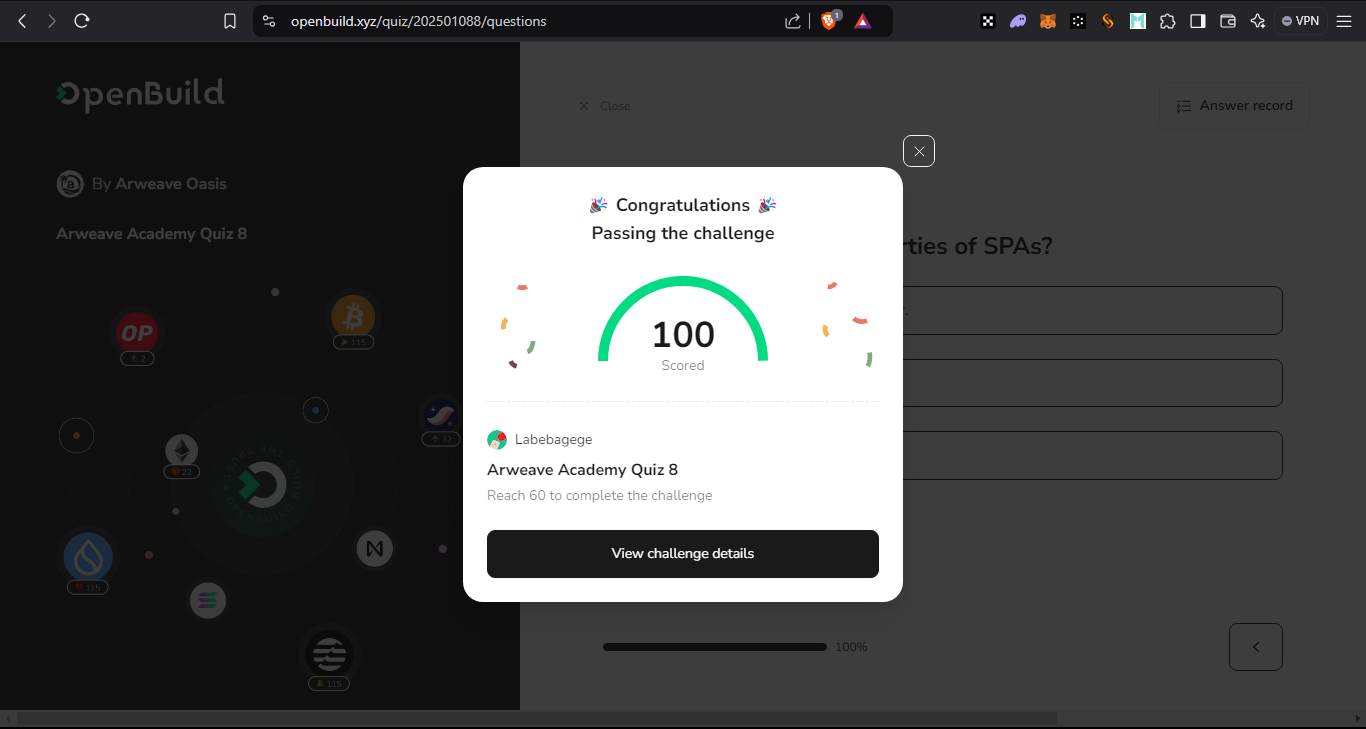 openbuild.xyz/quiz/202501088/questions
1
VPN
OpenBuild
Close
Answer record
By Arweave Oasis
Arweave Academy Quiz 8
rties of SPAs?
🎉 Congratulations 🎉
Passing the challenge
100
Scored
Labebagege
Arweave Academy Quiz 8
Reach 60 to complete the challenge
View challenge details
OP
2
115
32
22
115
115
100%